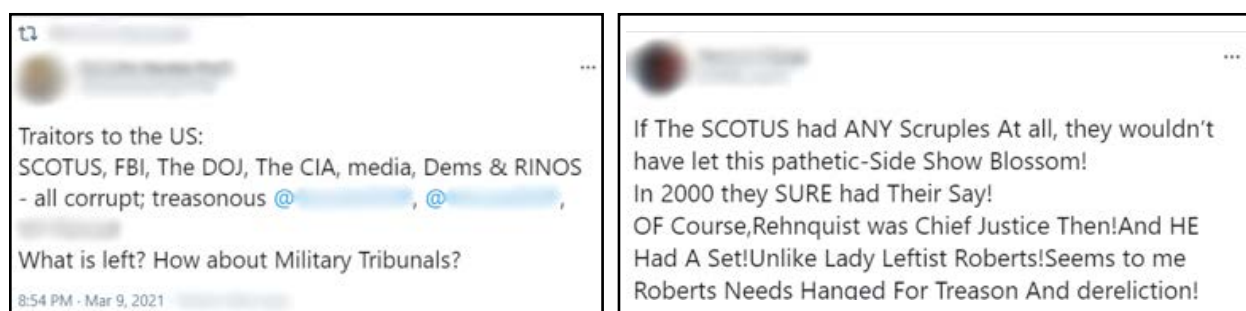 Traitors to the US:
SCOTUS, FBI, The DOJ, The CIA, media, Dems & RINOS
- all corrupt; treasonous @ , @ ,
What is left? How about Military Tribunals?
8:54 PM · Mar 9, 2021
If The SCOTUS had ANY Scruples At all, they wouldn't
have let this pathetic-Side Show Blossom!
In 2000 they SURE had Their Say!
OF Course,Rehnquist was Chief Justice Then!And HE
Had A Set!Unlike Lady Leftist Roberts!Seems to me
Roberts Needs Hanged For Treason And dereliction!